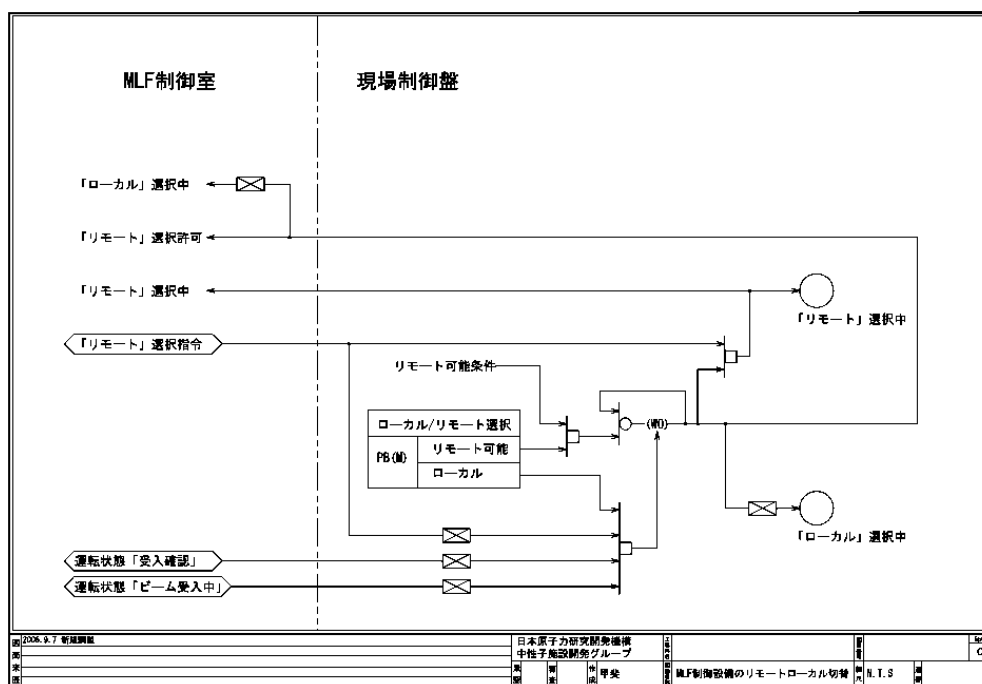 MLF制御室
現場制御盤
「ローカル」選択中
「リモート」選択許可
「リモート」選択中
「リモート」選択中
「リモート」選択指令
リモート可能条件
ローカル/リモート選択
PB(M)
リモート可能
(WO)
ローカル
「ローカル」選択中
運転状態「受入確認」
運転状態「ビーム受入中」
2006.9.7
日本原子力研究開発機構
中性子施設開発グループ
作成
甲斐
MLF制御設備のリモートローカル切替
N.T.S